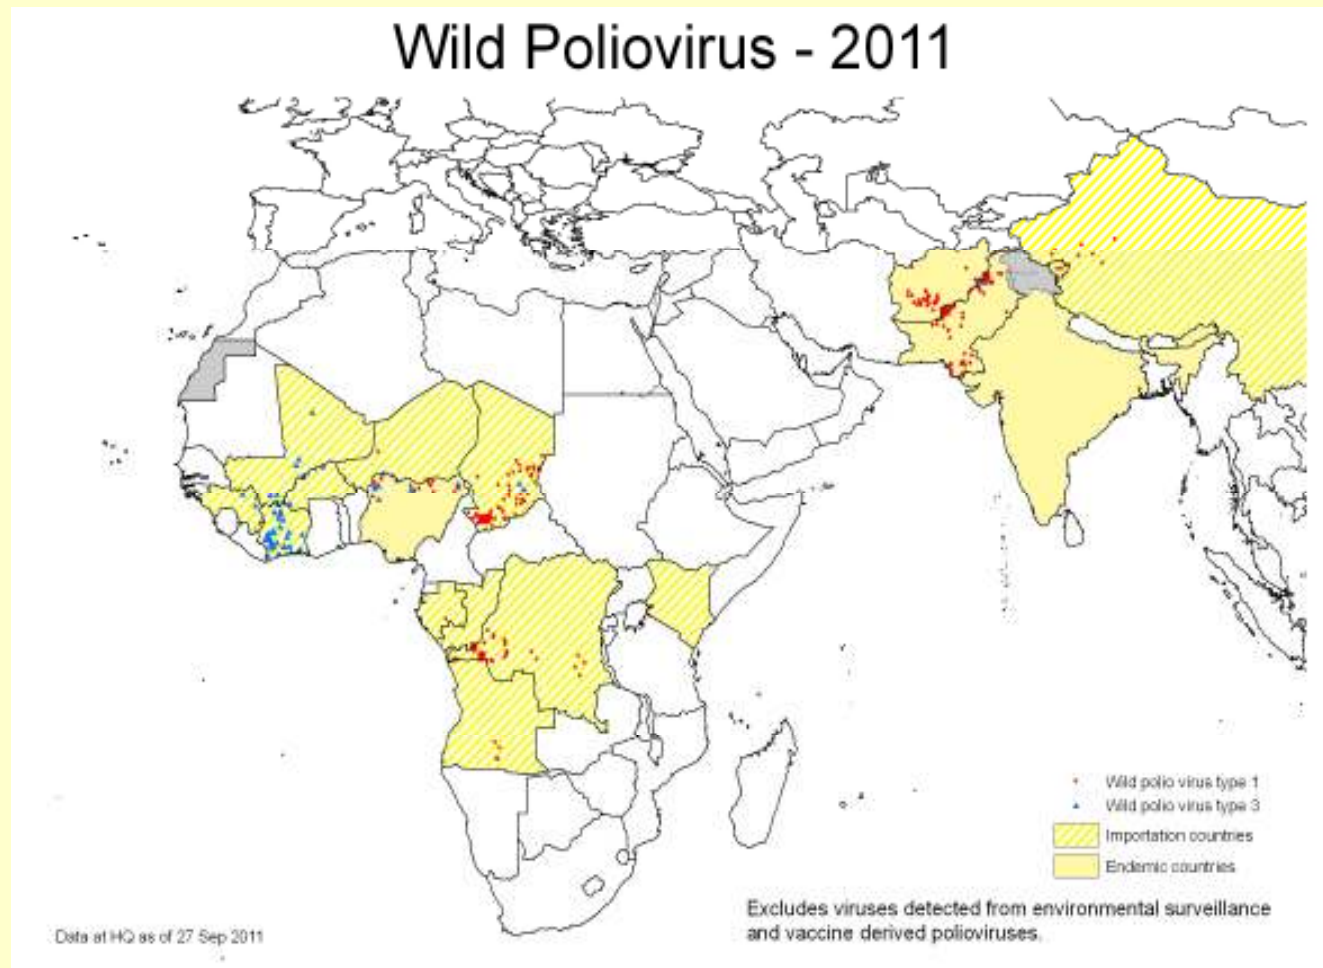 Wild Poliovirus - 2011
Wild polio virus type 1
Wild polio virus type 3
Importation countries
Endemic countries
Excludes viruses detected from environmental surveillance
and vaccine derived polioviruses.
Data at HQ as of 27 Sep 2011